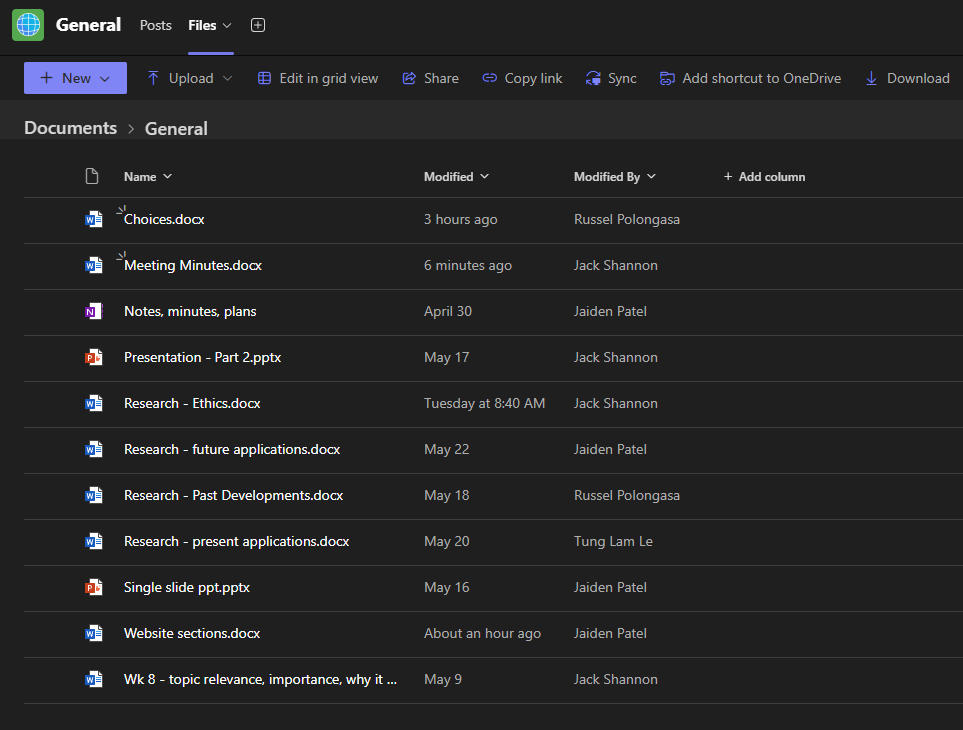 General Posts Files
New Upload Edit in grid view Share Copy link Sync Add shortcut to OneDrive Download
Documents > General
Name Modified Modified By + Add column
Choices.docx 3 hours ago Russel Polongasa
Meeting Minutes.docx 6 minutes ago Jack Shannon
Notes, minutes, plans April 30 Jaiden Patel
Presentation - Part 2.pptx May 17 Jack Shannon
Research - Ethics.docx Tuesday at 8:40 AM Jack Shannon
Research - future applications.docx May 22 Jaiden Patel
Research - Past Developments.docx May 18 Russel Polongasa
Research - present applications.docx May 20 Tung Lam Le
Single slide ppt.pptx May 16 Jaiden Patel
Website sections.docx About an hour ago Jaiden Patel
Wk 8 - topic relevance, importance, why it ... May 9 Jack Shannon